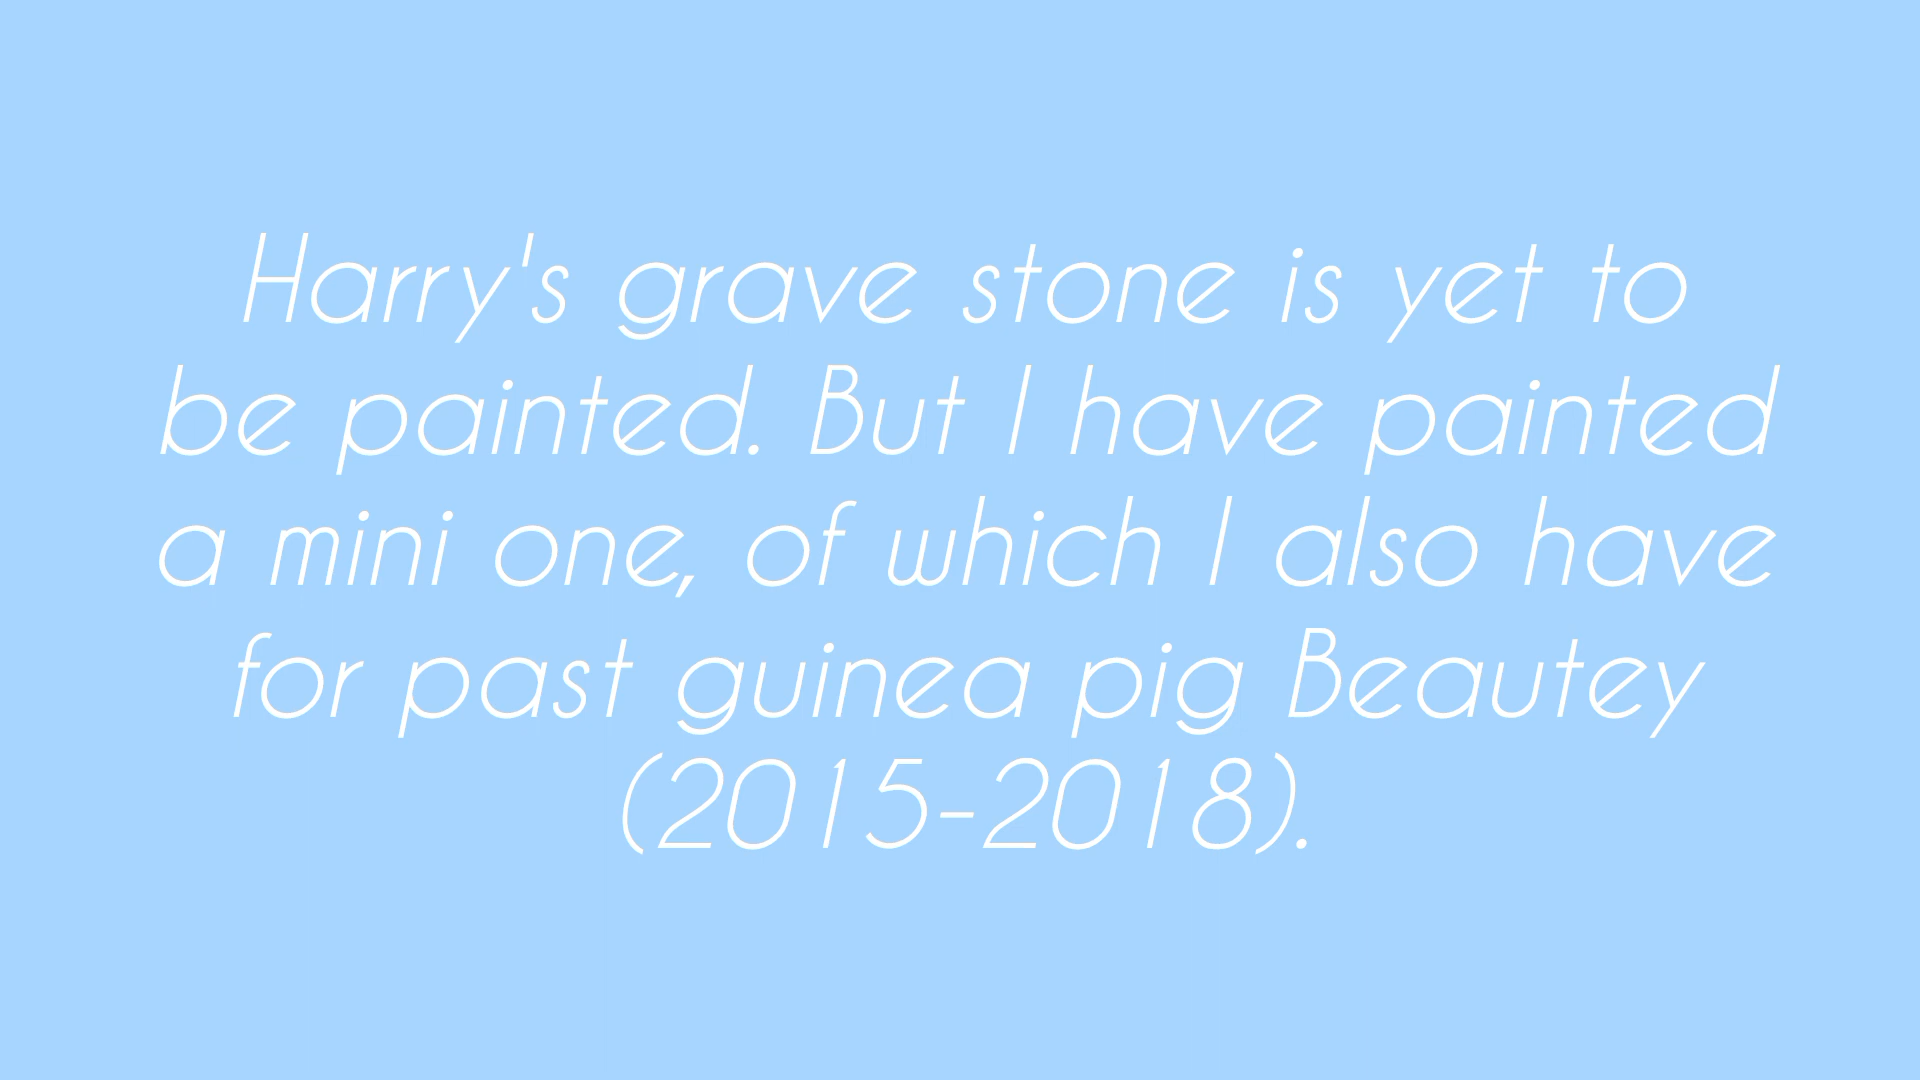 Harry's grave stone is yet to
be painted. But I have painted
a mini one, of which I also have
for past guinea pig Beautey
(2015-2018).